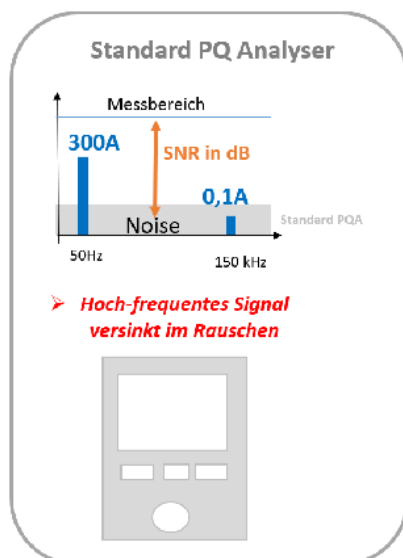 Standard PQ Analyser
Messbereich
300A
SNR in dB
0,1A
Noise
Standard PQA
50Hz
150 kHz
➢ Hoch-frequentes Signal
versinkt im Rauschen